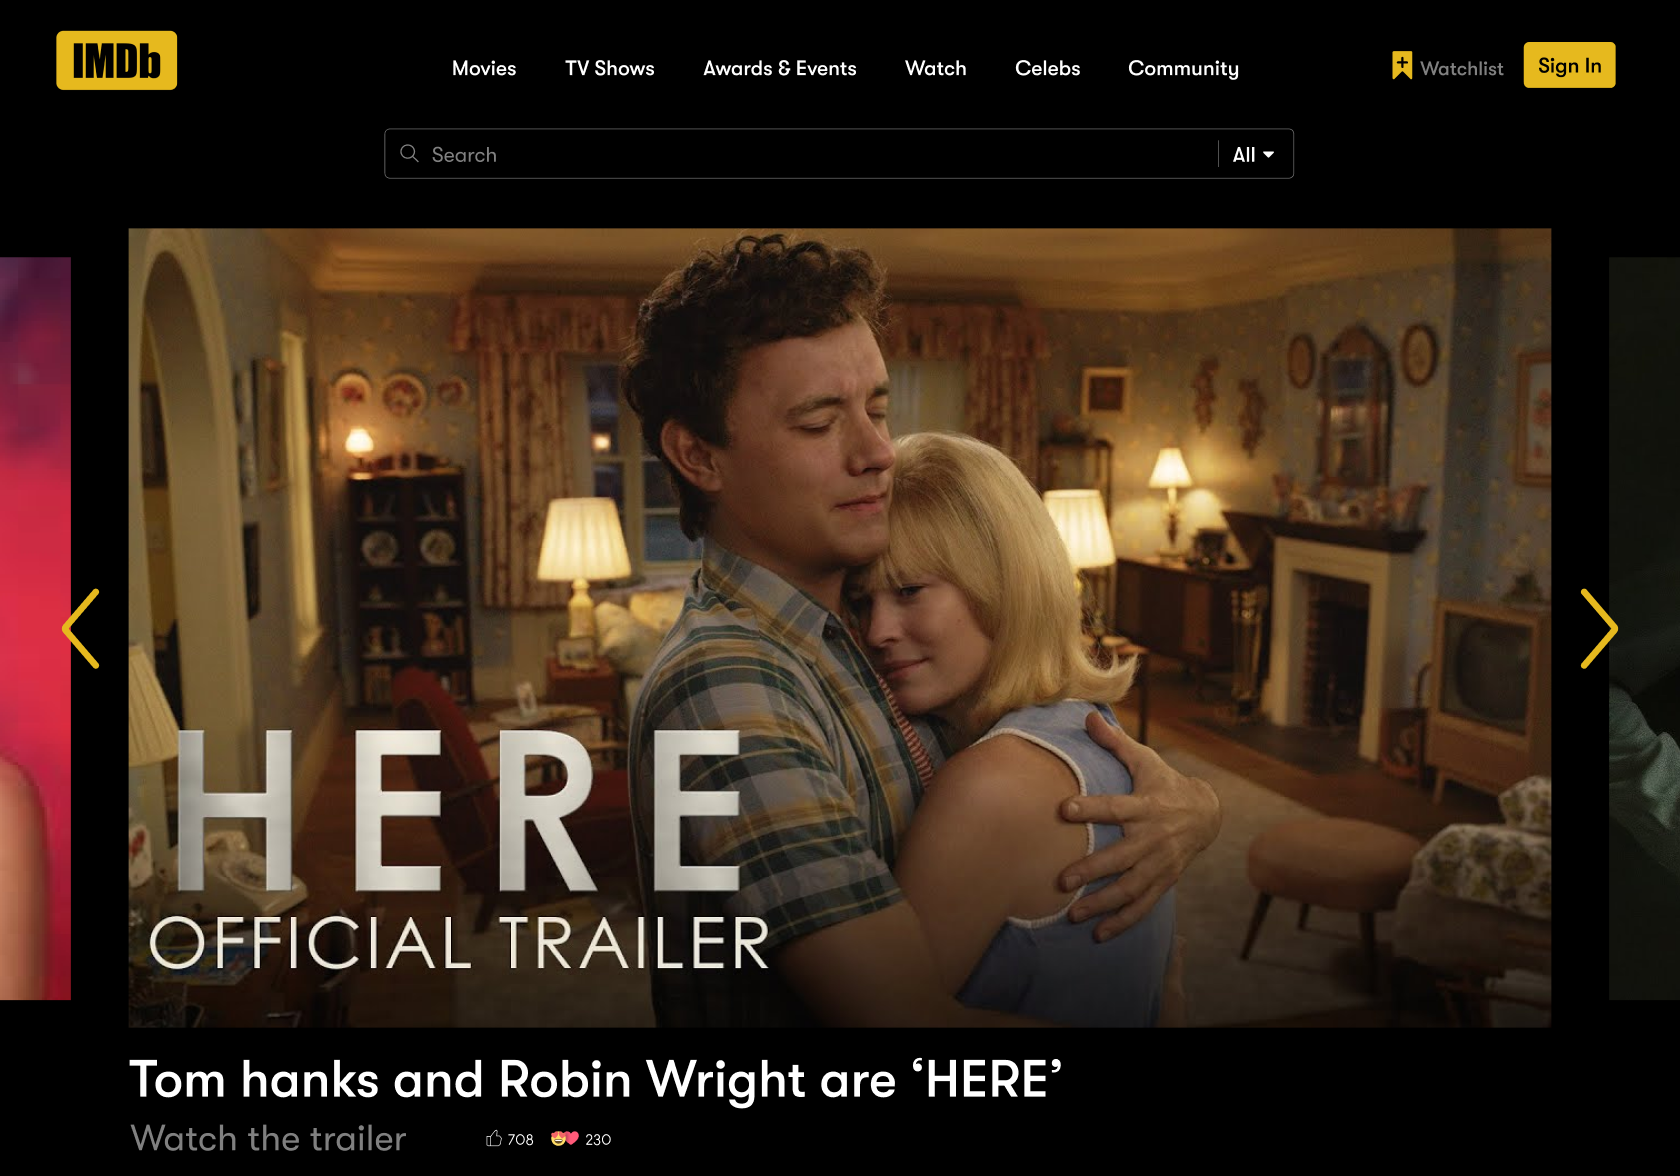 IMDb
Movies TV Shows Awards & Events Watch Celebs Community
Watchlist Sign In
Search All
HERE
OFFICIAL TRAILER
Tom hanks and Robin Wright are ‘HERE’
Watch the trailer 708 230